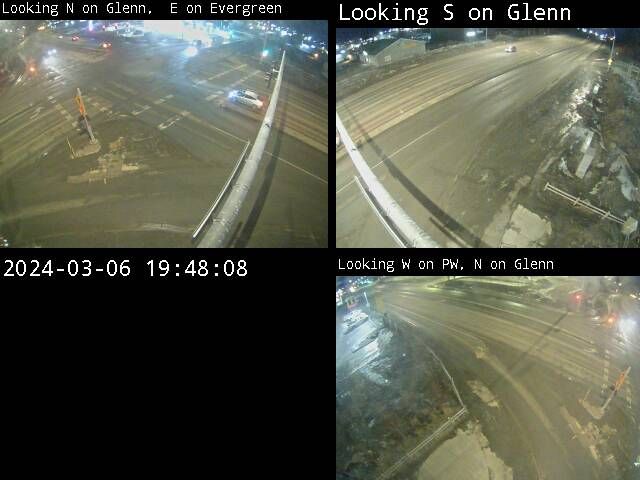 Looking N on Glenn,  E on Evergreen
Looking S on Glenn
2024-03-06 19:48:08
Looking W on PW, N on Glenn